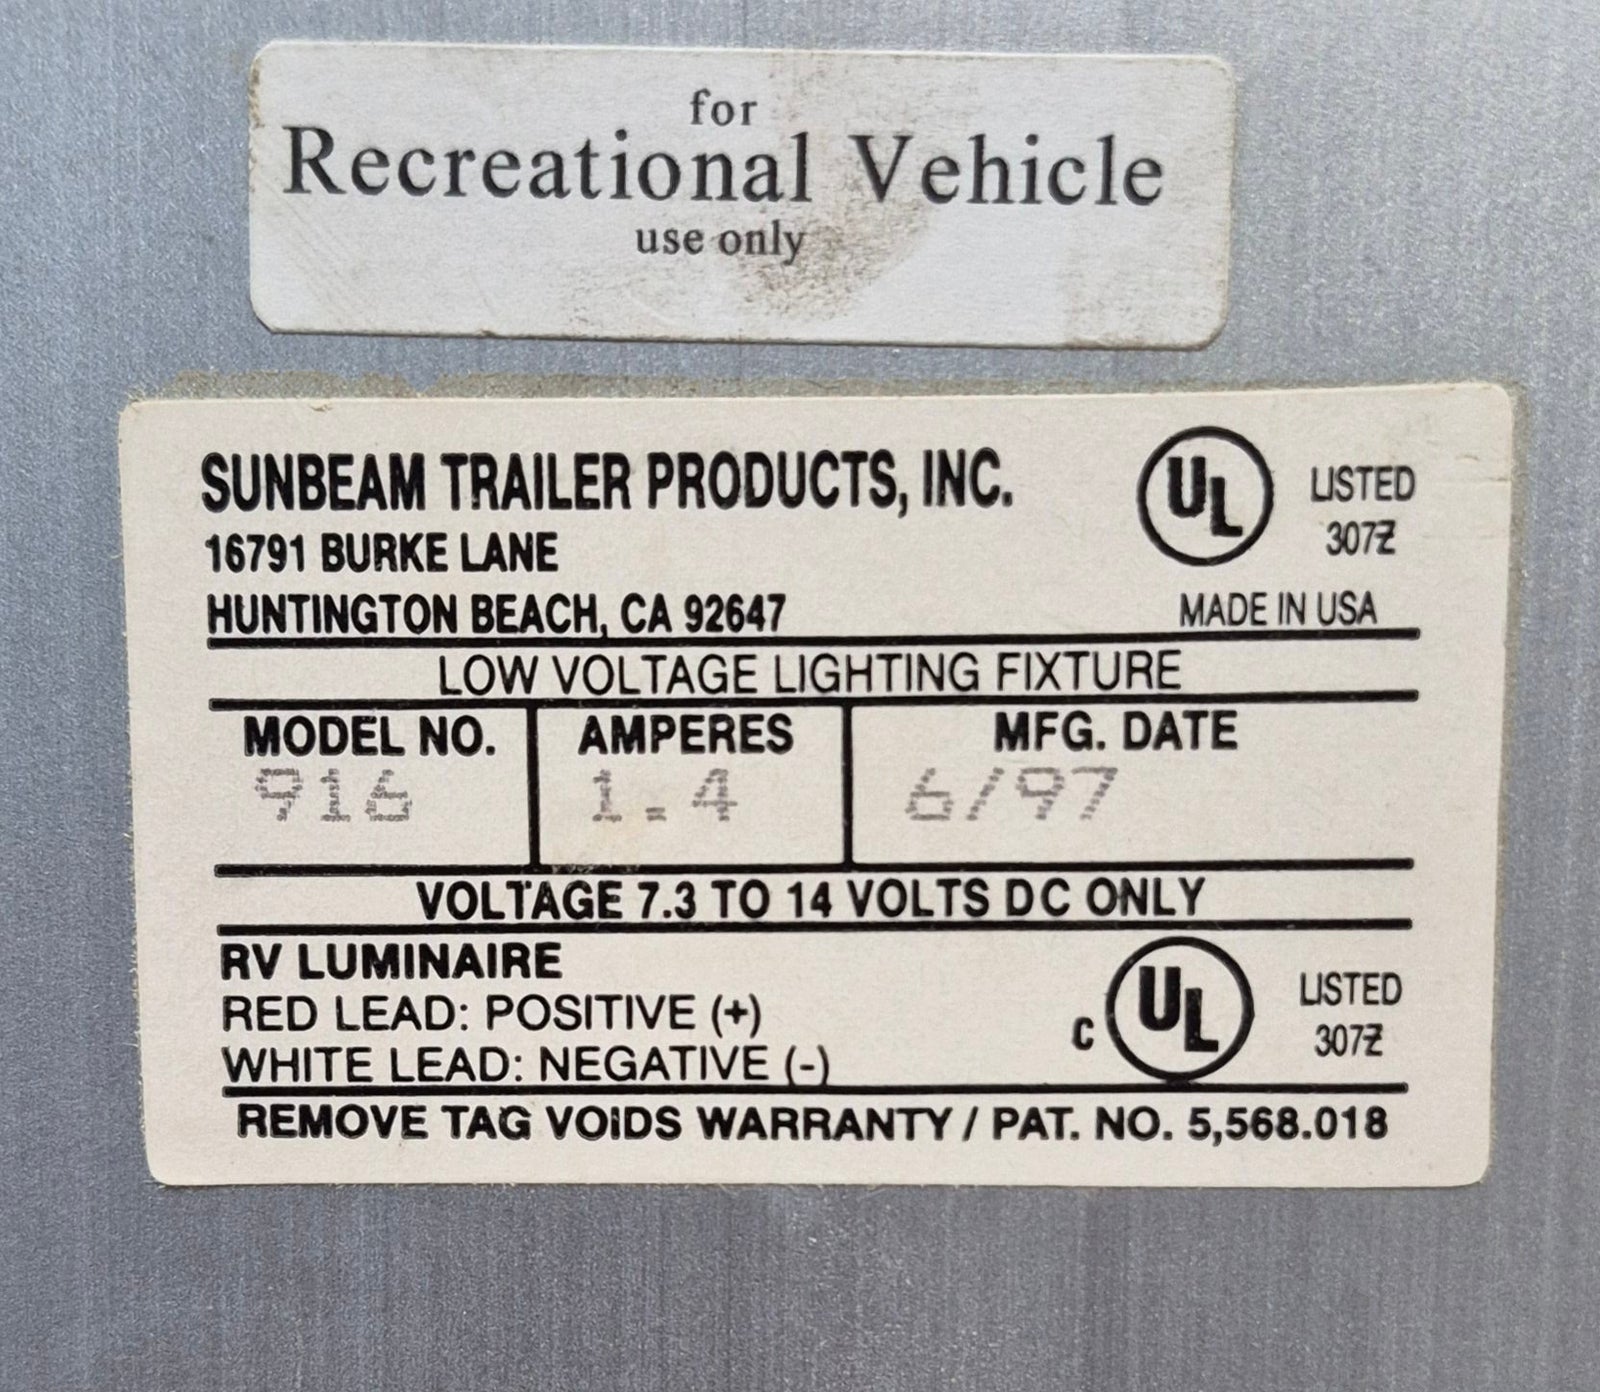 for
Recreational Vehicle
use only
SUNBEAM TRAILER PRODUCTS, INC.
16791 BURKE LANE
HUNTINGTON BEACH, CA 92647
UL LISTED
307Z
MADE IN USA
LOW VOLTAGE LIGHTING FIXTURE
MODEL NO. AMPERES MFG. DATE
916 1.4 6/97
VOLTAGE 7.3 TO 14 VOLTS DC ONLY
RV LUMINAIRE
RED LEAD: POSITIVE (+)
WHITE LEAD: NEGATIVE (-)
C UL LISTED
307Z
REMOVE TAG VOIDS WARRANTY / PAT. NO. 5,568.018